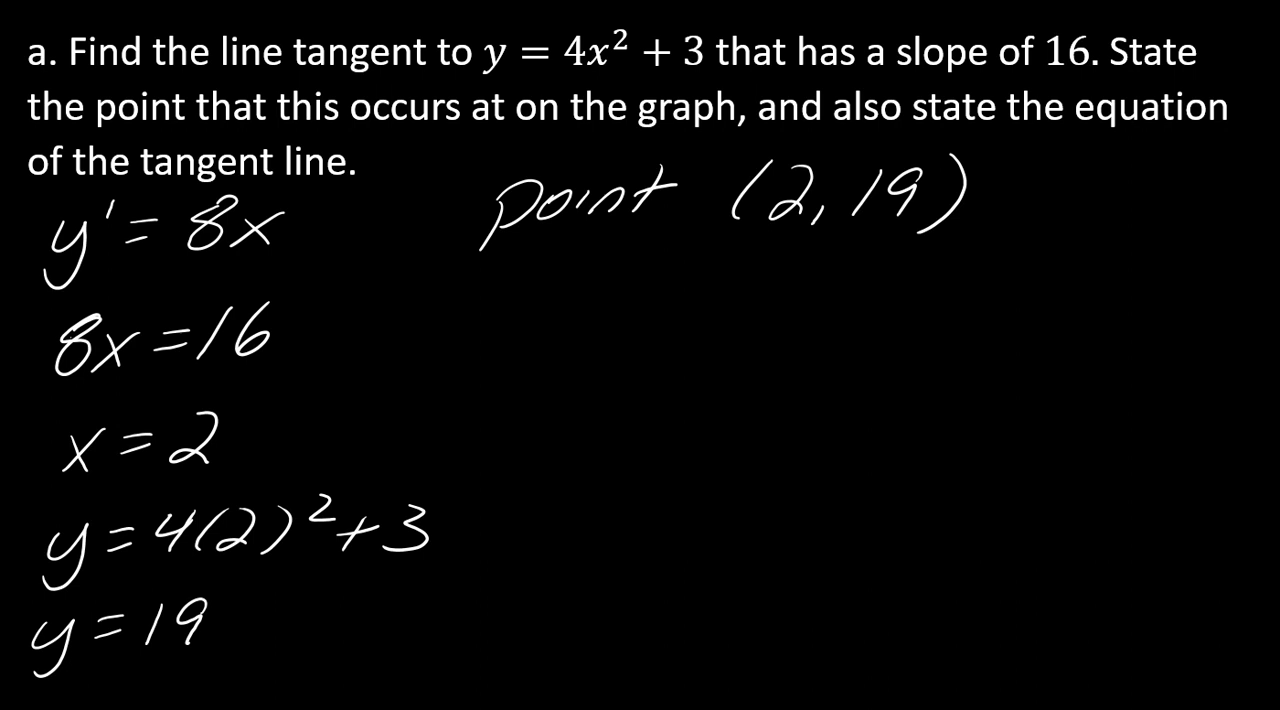 a. Find the line tangent to y = 4x² + 3 that has a slope of 16. State
the point that this occurs at on the graph, and also state the equation
of the tangent line.
point (2, 19)
y' = 8x
8x = 16
x = 2
y = 4(2)² + 3
y = 19